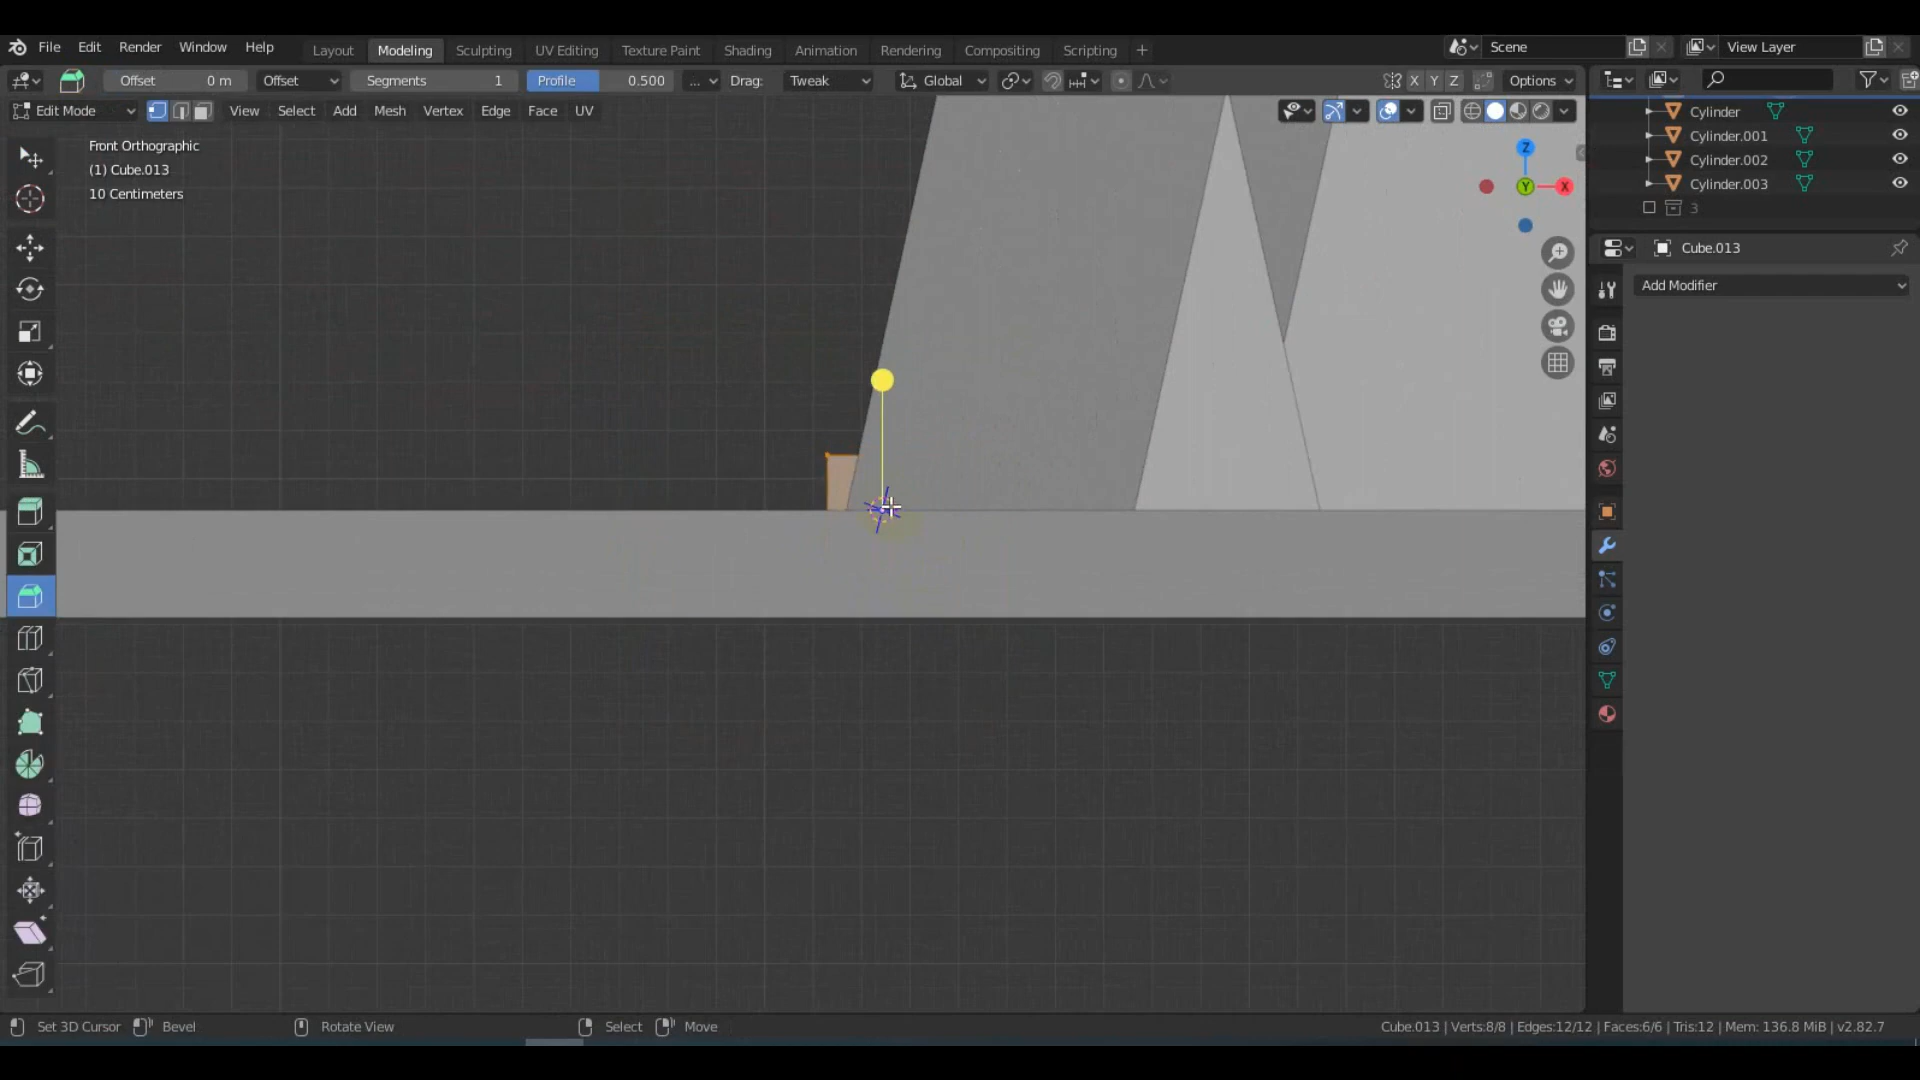 File Edit Render Window Help Layout Modeling Sculpting UV Editing Texture Paint Shading Animation Rendering Compositing Scripting + Scene View Layer
Offset 0 m Offset Segments 1 Profile 0.500 ... Drag: Tweak Global X Y Z Options
Edit Mode View Select Add Mesh Vertex Edge Face UV
Front Orthographic
(1) Cube.013
10 Centimeters
Z
Y
X
Cylinder
Cylinder.001
Cylinder.002
Cylinder.003
3
Cube.013
Add Modifier
Set 3D Cursor Bevel Rotate View Select Move Cube.013 | Verts:8/8 | Edges:12/12 | Faces:6/6 | Tris:12 | Mem: 136.8 MiB | v2.82.7